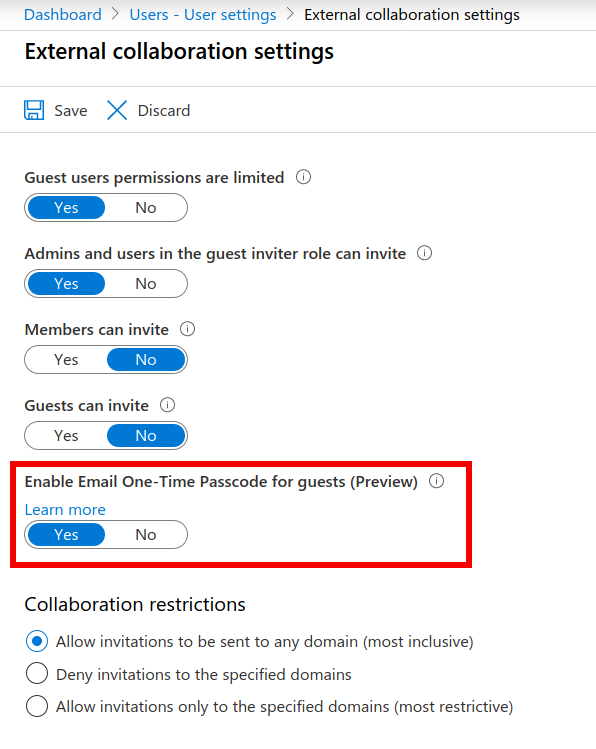 Dashboard > Users - User settings > External collaboration settings
External collaboration settings
Save Discard
Guest users permissions are limited
Yes No
Admins and users in the guest inviter role can invite
Yes No
Members can invite
Yes No
Guests can invite
Yes No
Enable Email One-Time Passcode for guests (Preview)
Learn more
Yes No
Collaboration restrictions
Allow invitations to be sent to any domain (most inclusive)
Deny invitations to the specified domains
Allow invitations only to the specified domains (most restrictive)